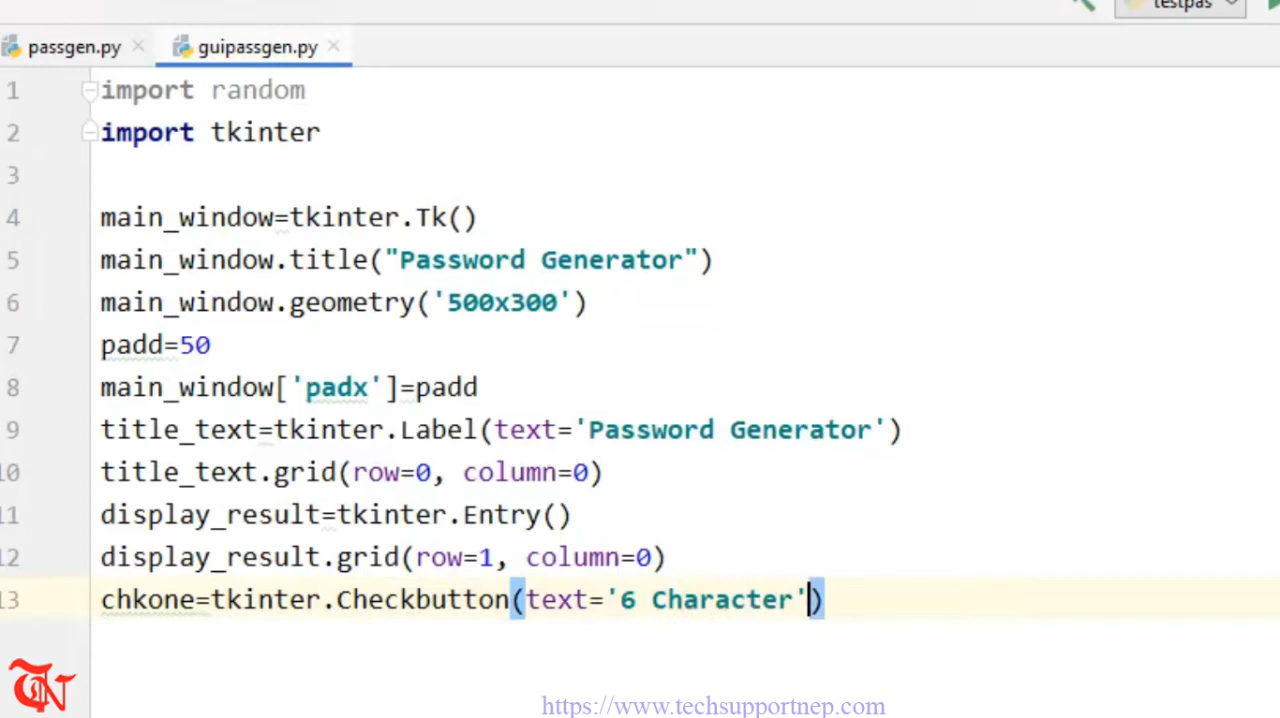 testpas
passgen.py
guipassgen.py
1 import random
2 import tkinter
3
4 main_window=tkinter.Tk()
5 main_window.title("Password Generator")
6 main_window.geometry('500x300')
7 padd=50
8 main_window['padx']=padd
9 title_text=tkinter.Label(text='Password Generator')
10 title_text.grid(row=0, column=0)
11 display_result=tkinter.Entry()
12 display_result.grid(row=1, column=0)
13 chkone=tkinter.Checkbutton(text='6 Character')
TN
https://www.techsupportnep.com